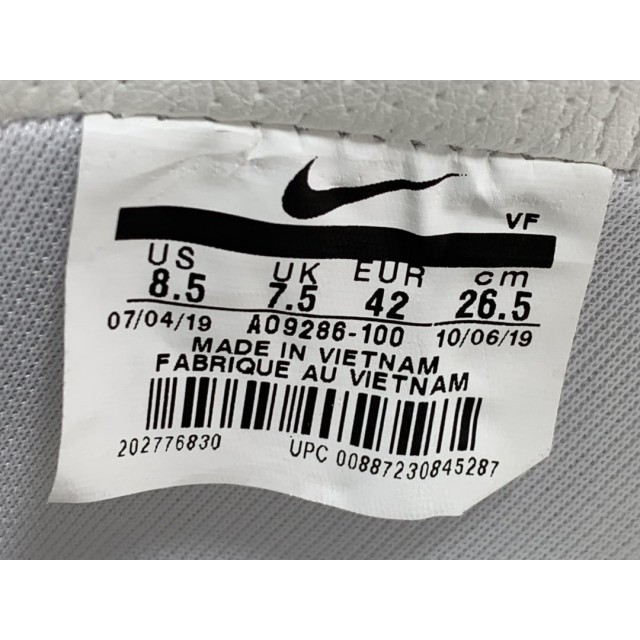 VF
US UK EUR cm
8.5 7.5 42 26.5
07/04/19 AO9286-100 10/06/19
MADE IN VIETNAM
FABRIQUE AU VIETNAM
202776830 UPC 00887230845287